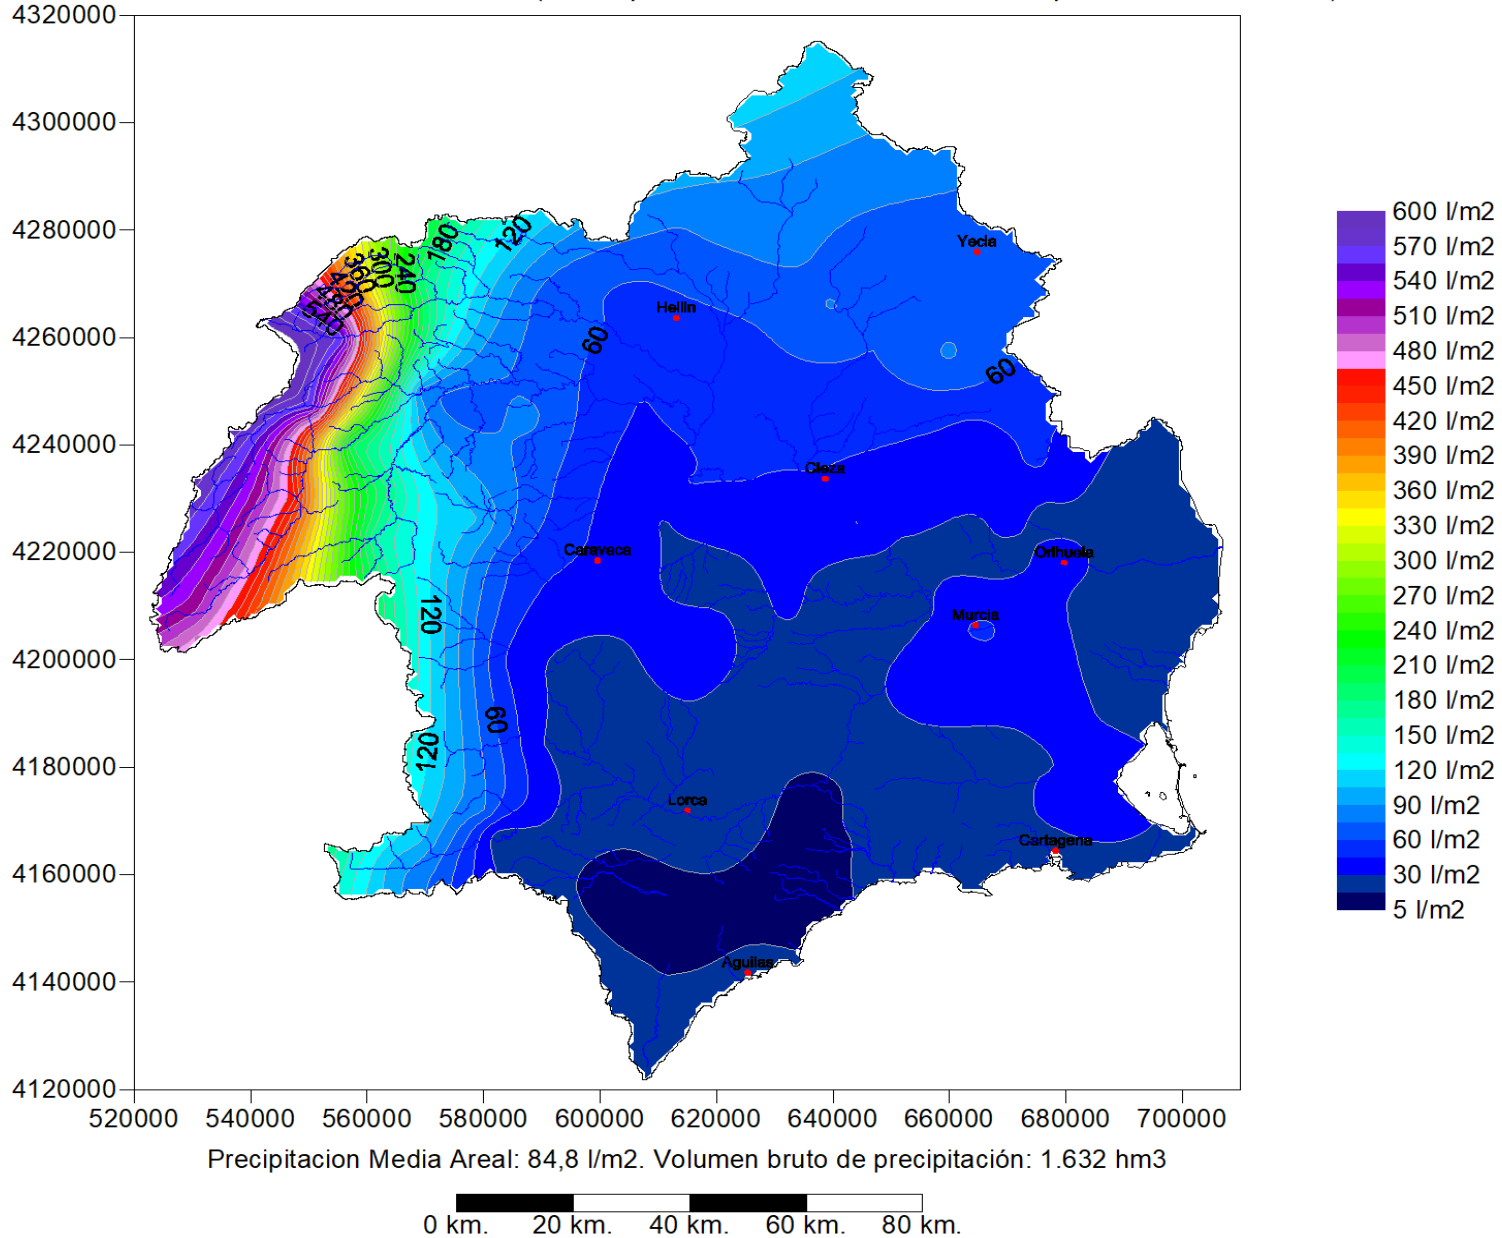 4320000
4300000
4280000
4260000
4240000
4220000
4200000
4180000
4160000
4140000
4120000
520000 540000 560000 580000 600000 620000 640000 660000 680000 700000
180
120
240
300
360
420
480
540
60
60
120
60
120
Yecla
Hellin
Cieza
Caravaca
Orihuela
Murcia
Lorca
Cartagena
Aguilas
600 l/m2
570 l/m2
540 l/m2
510 l/m2
480 l/m2
450 l/m2
420 l/m2
390 l/m2
360 l/m2
330 l/m2
300 l/m2
270 l/m2
240 l/m2
210 l/m2
180 l/m2
150 l/m2
120 l/m2
90 l/m2
60 l/m2
30 l/m2
5 l/m2
Precipitacion Media Areal: 84,8 l/m2. Volumen bruto de precipitación: 1.632 hm3
0 km. 20 km. 40 km. 60 km. 80 km.